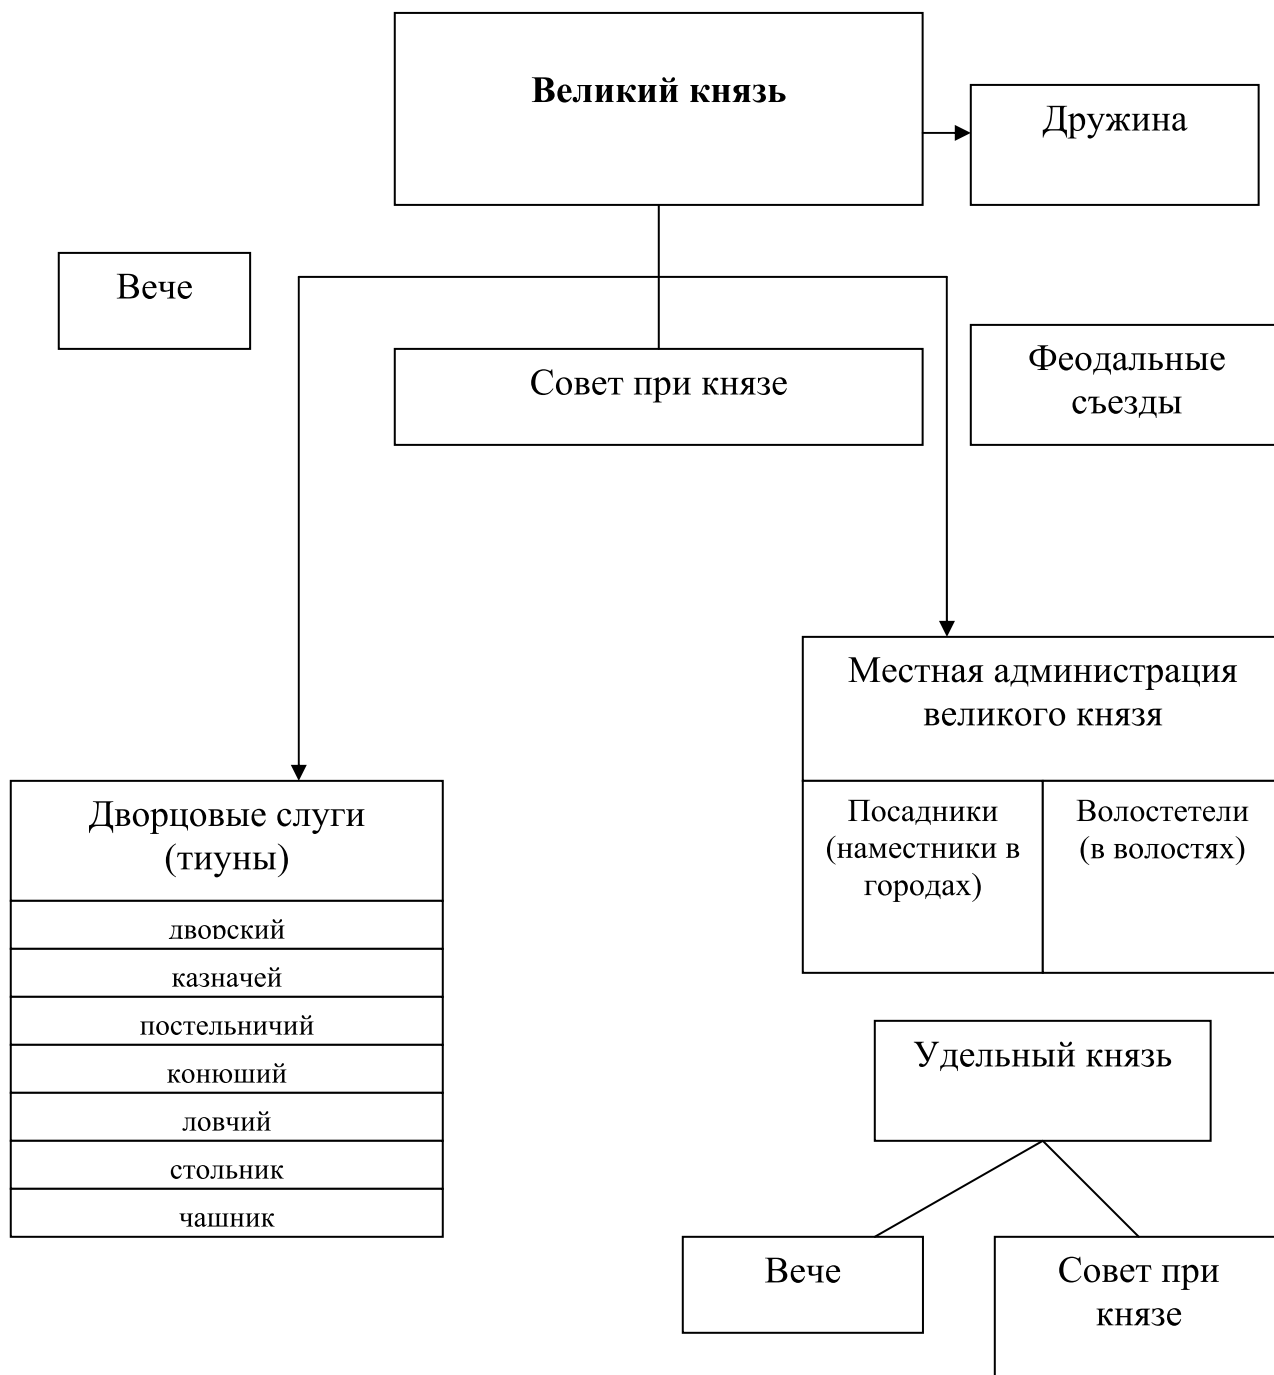 Великий князь
Дружина
Вече
Совет при князе
Феодальные
съезды
Местная администрация
великого князя
Посадники
(наместники в
городах)
Волостетели
(в волостях)
Дворцовые слуги
(тиуны)
дворский
казначей
постельничий
конюший
ловчий
стольник
чашник
Удельный князь
Вече
Совет при
князе